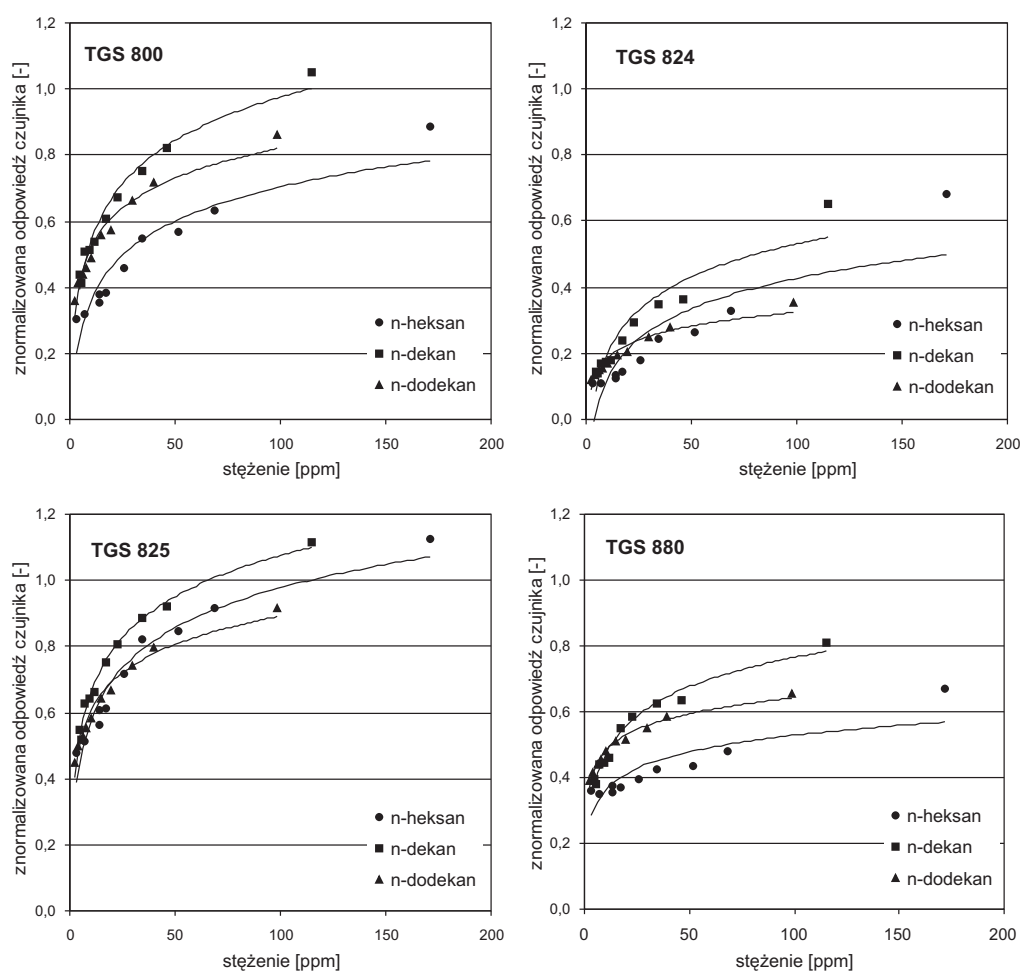 1,2
1,0
0,8
0,6
0,4
0,2
0,0
znormalizowana odpowiedź czujnika [-]
TGS 800
n-heksan
n-dekan
n-dodekan
0 50 100 150 200
stężenie [ppm]
1,2
1,0
0,8
0,6
0,4
0,2
0,0
znormalizowana odpowiedź czujnika [-]
TGS 824
n-heksan
n-dekan
n-dodekan
0 50 100 150 200
stężenie [ppm]
1,2
1,0
0,8
0,6
0,4
0,2
0,0
znormalizowana odpowiedź czujnika [-]
TGS 825
n-heksan
n-dekan
n-dodekan
0 50 100 150 200
stężenie [ppm]
1,2
1,0
0,8
0,6
0,4
0,2
0,0
znormalizowana odpowiedź czujnika [-]
TGS 880
n-heksan
n-dekan
n-dodekan
0 50 100 150 200
stężenie [ppm]